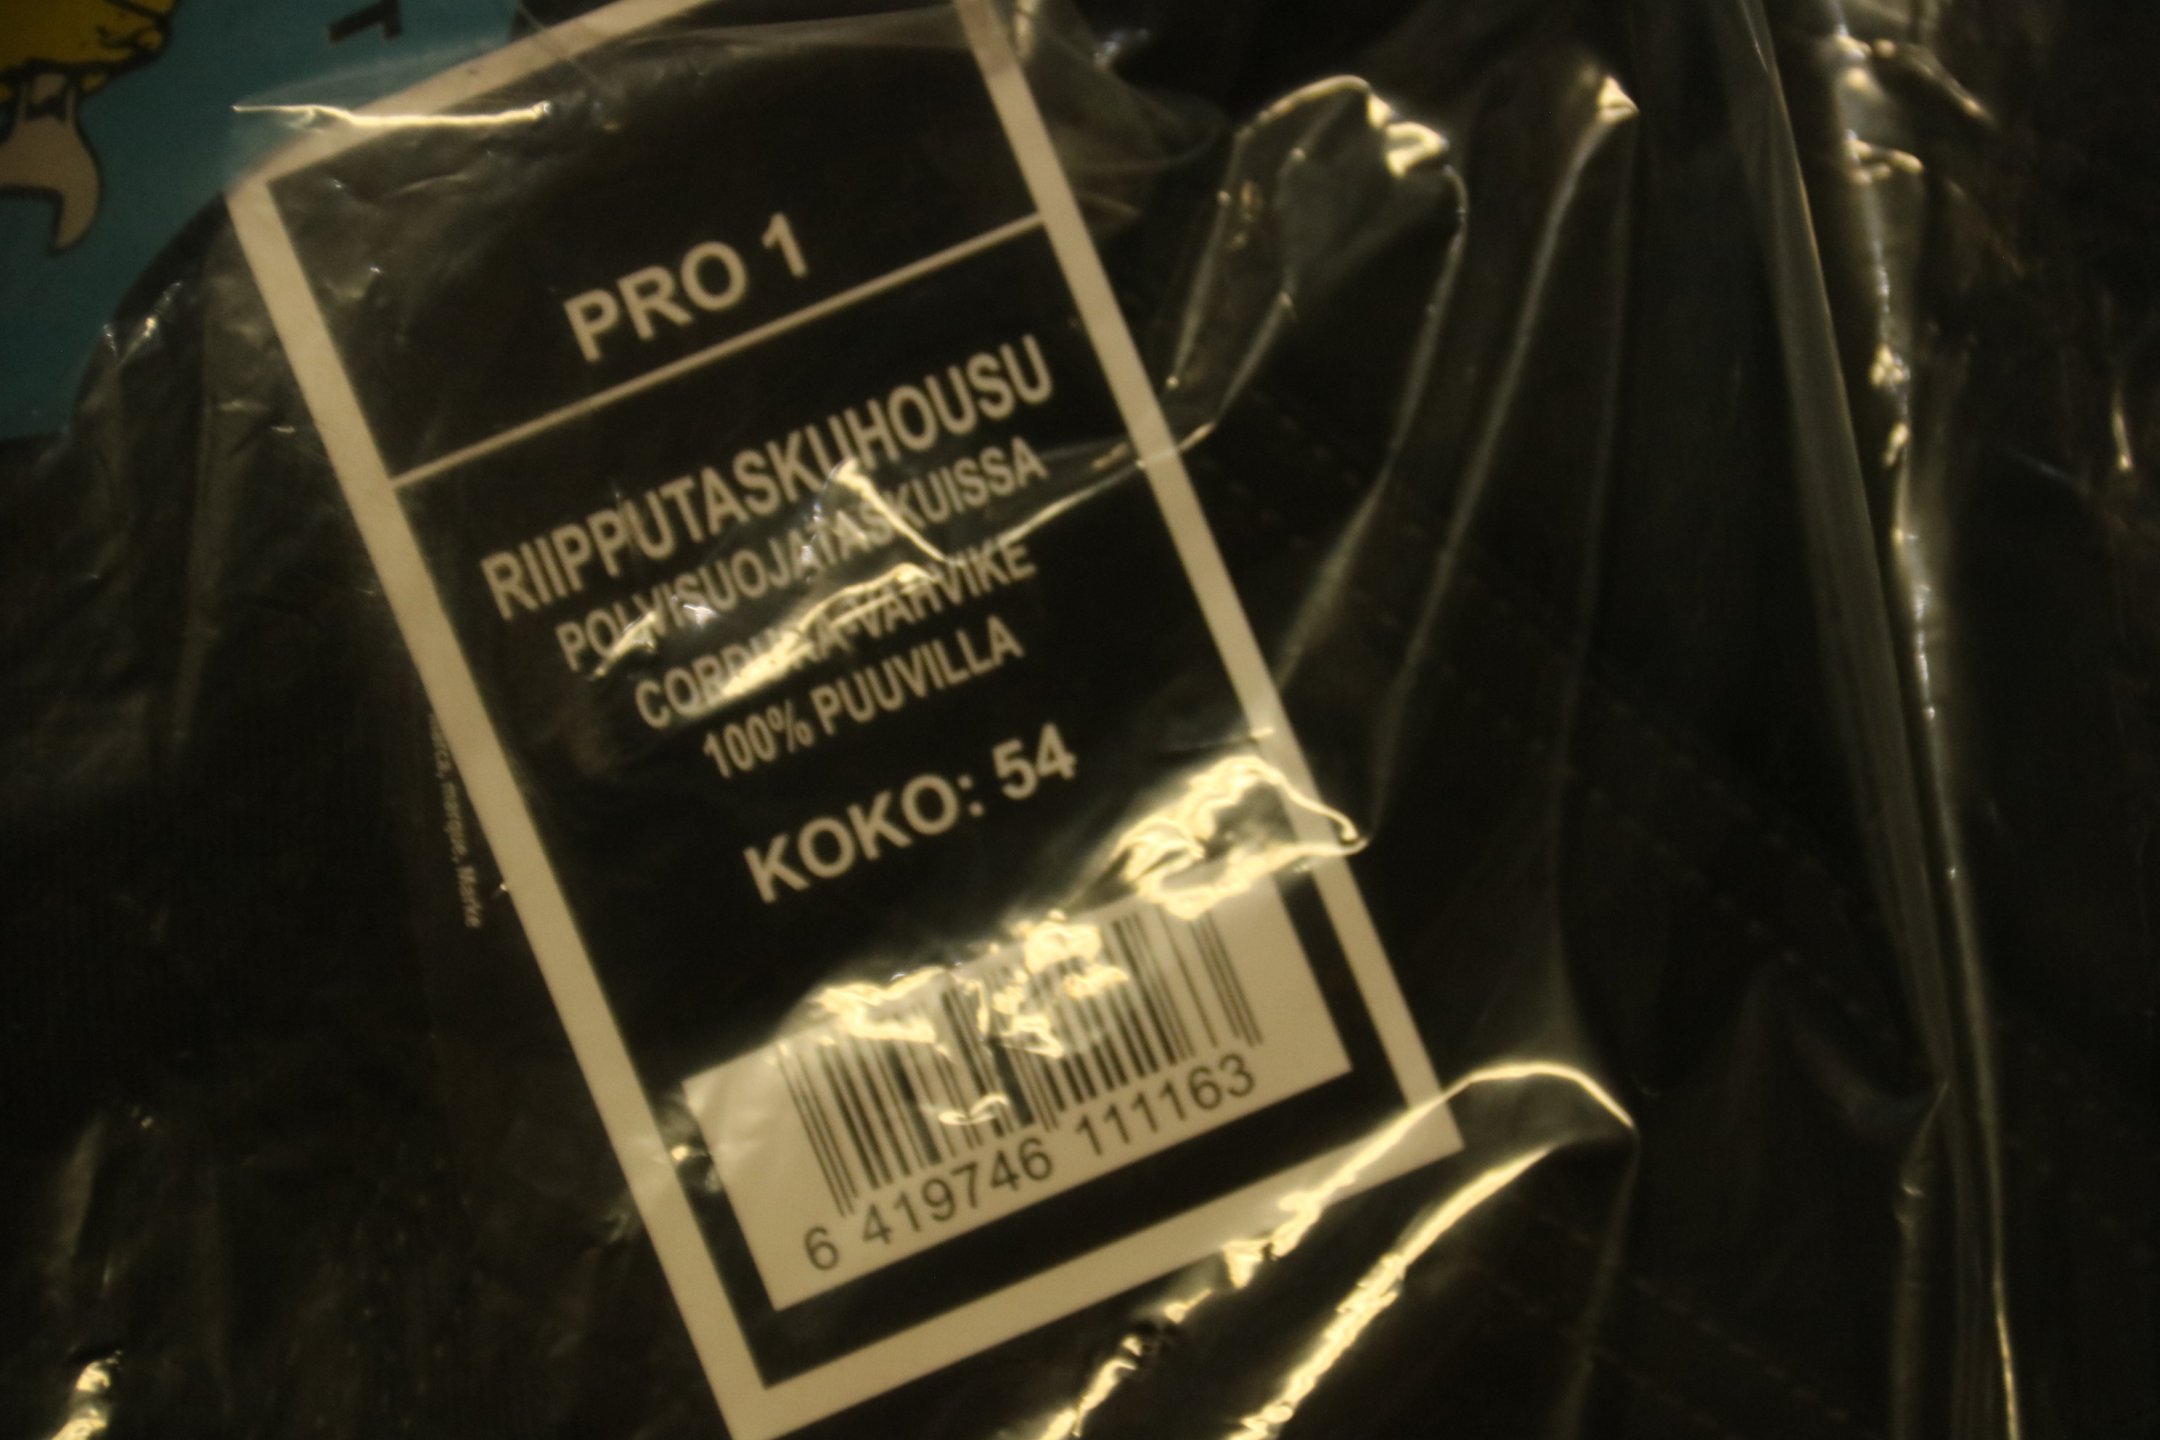 PRO 1
RIIPPUTASKUHOUSU
POLVISUOJATASKUISSA
CORDURA-VAHVIKE
100% PUUVILLA
KOKO: 54
6 419746 111163